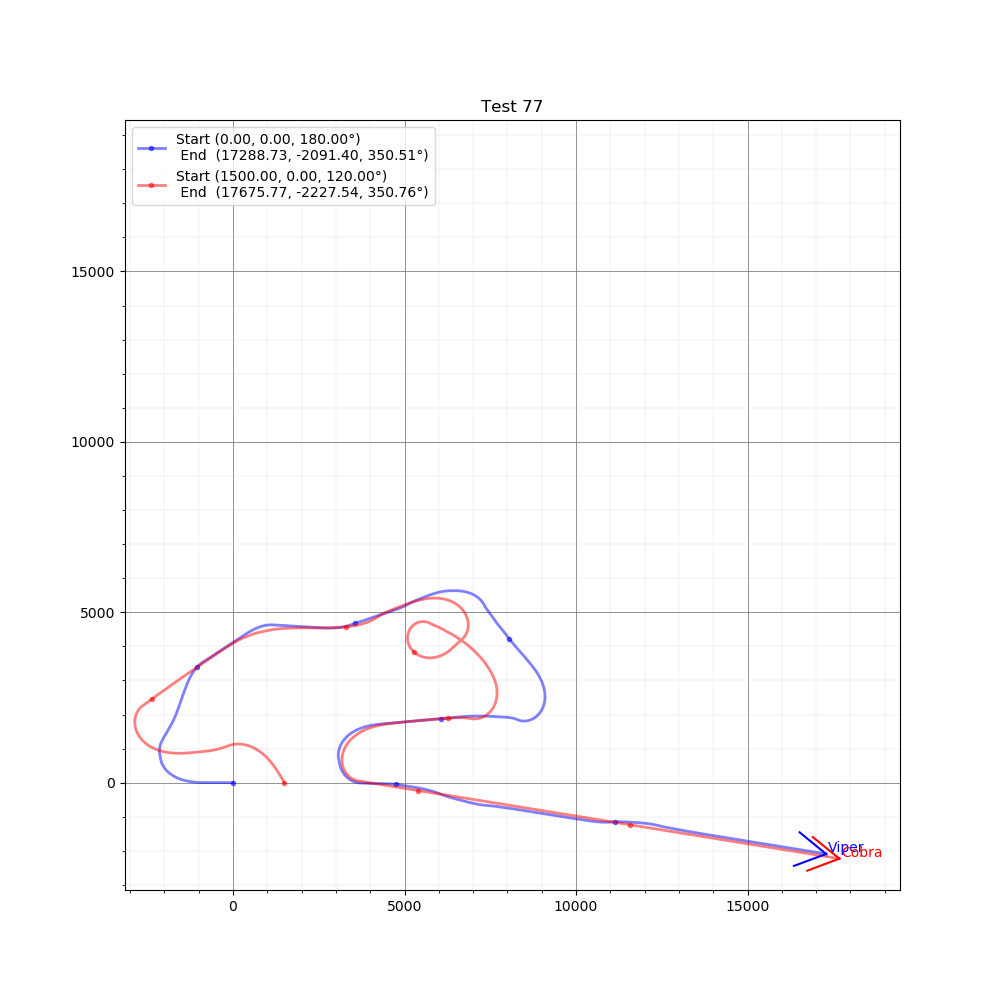 Test 77
Start (0.00, 0.00, 180.00°)
End  (17288.73, -2091.40, 350.51°)
Start (1500.00, 0.00, 120.00°)
End  (17675.77, -2227.54, 350.76°)
15000
10000
5000
0
Viper
Cobra
0
5000
10000
15000